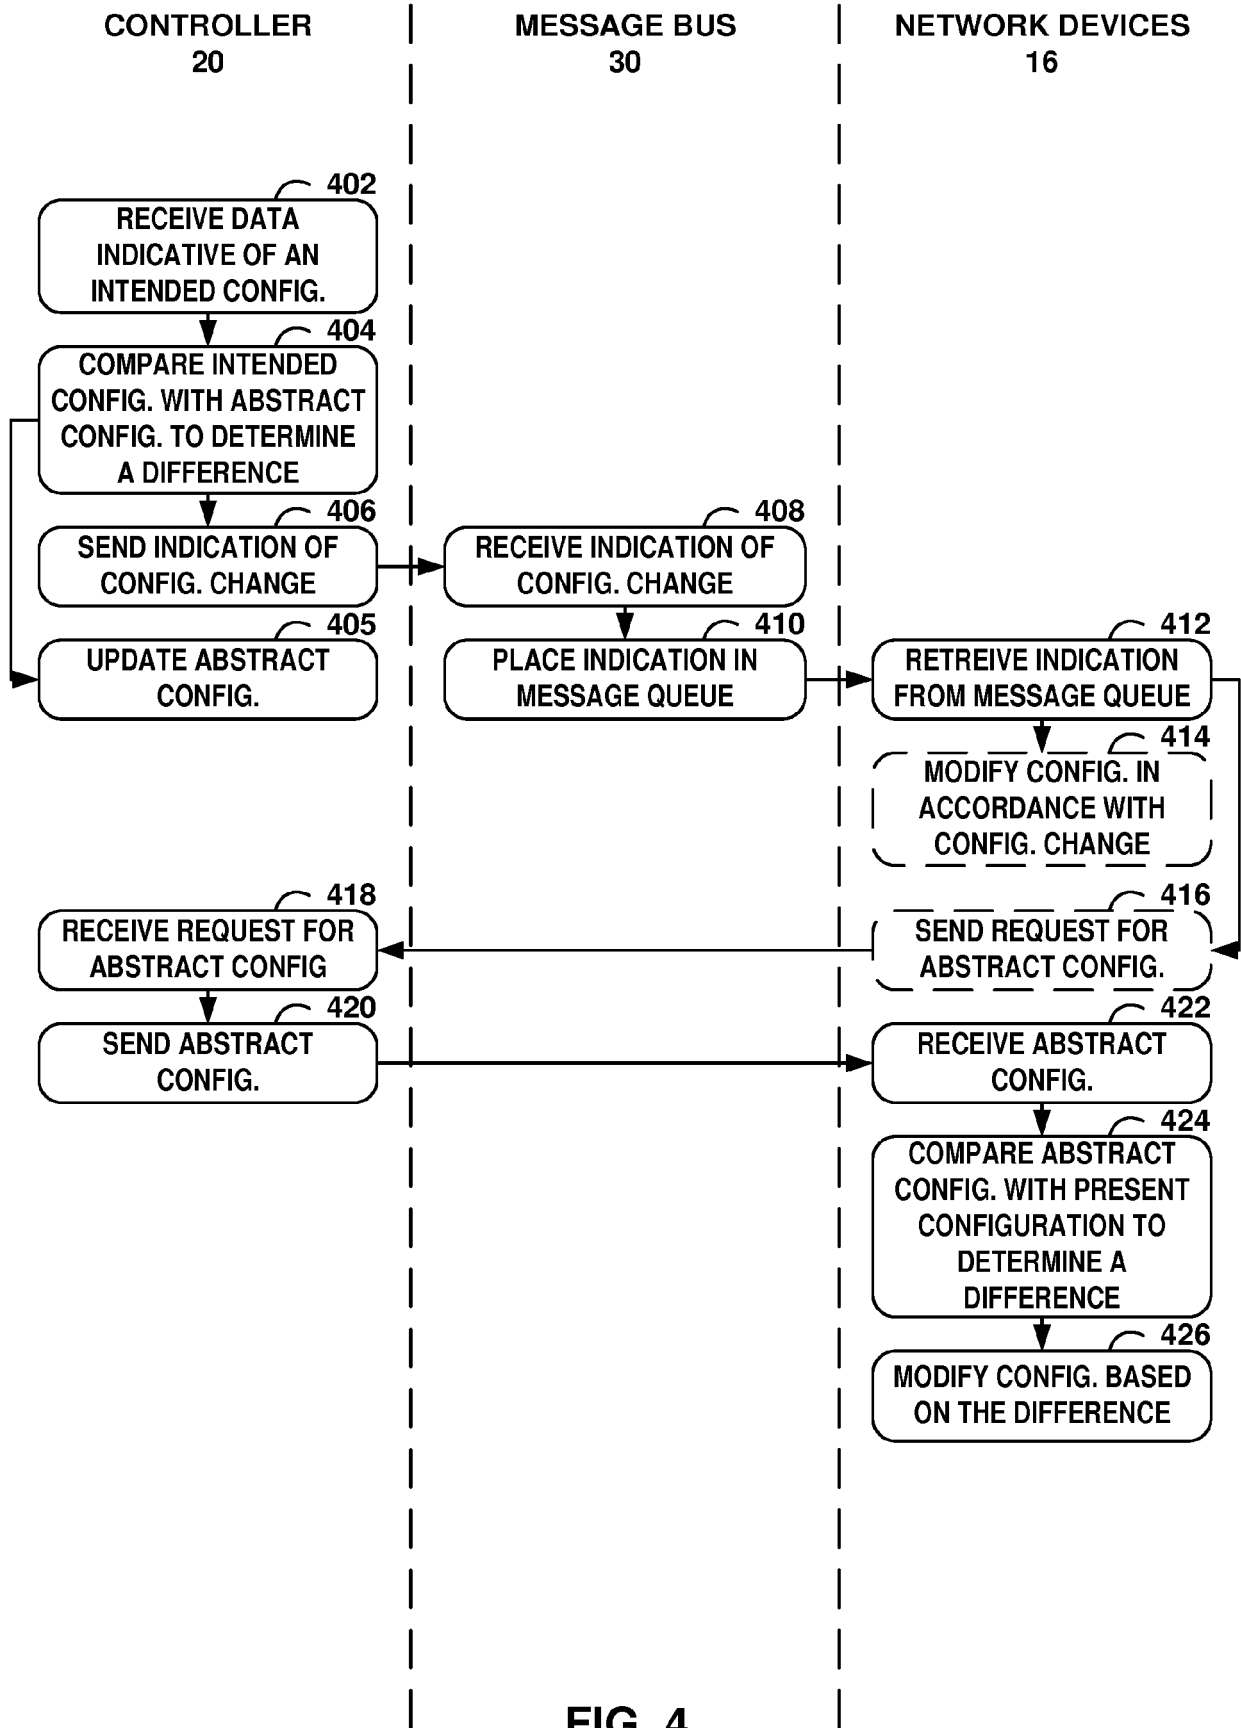 CONTROLLER
20
MESSAGE BUS
30
NETWORK DEVICES
16
402
RECEIVE DATA
INDICATIVE OF AN
INTENDED CONFIG.
404
COMPARE INTENDED
CONFIG. WITH ABSTRACT
CONFIG. TO DETERMINE
A DIFFERENCE
406
SEND INDICATION OF
CONFIG. CHANGE
408
RECEIVE INDICATION OF
CONFIG. CHANGE
405
UPDATE ABSTRACT
CONFIG.
410
PLACE INDICATION IN
MESSAGE QUEUE
412
RETREIVE INDICATION
FROM MESSAGE QUEUE
414
MODIFY CONFIG. IN
ACCORDANCE WITH
CONFIG. CHANGE
418
RECEIVE REQUEST FOR
ABSTRACT CONFIG
416
SEND REQUEST FOR
ABSTRACT CONFIG.
420
SEND ABSTRACT
CONFIG.
422
RECEIVE ABSTRACT
CONFIG.
424
COMPARE ABSTRACT
CONFIG. WITH PRESENT
CONFIGURATION TO
DETERMINE A
DIFFERENCE
426
MODIFY CONFIG. BASED
ON THE DIFFERENCE
FIG. 4